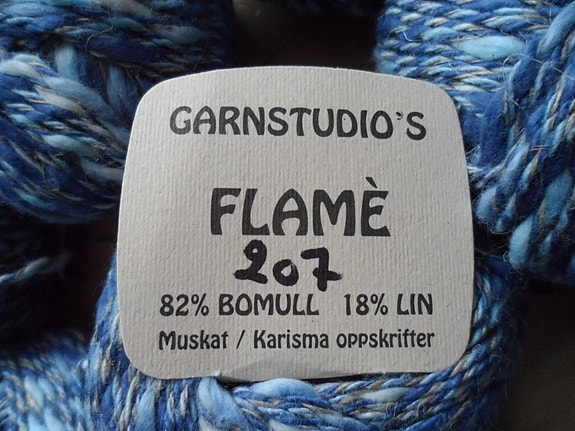 GARNSTUDIO'S
FLAMÈ
207
82% BOMULL 18% LIN
Muskat / Karisma oppskrifter